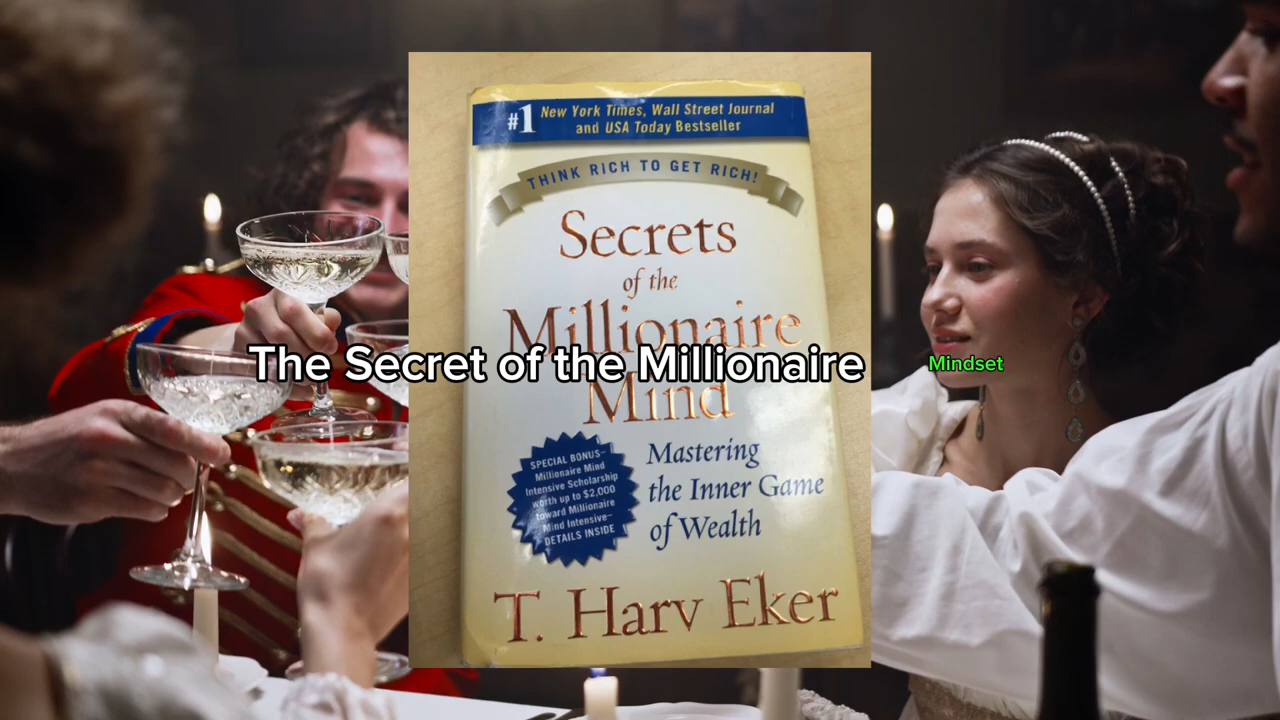 #1 New York Times, Wall Street Journal
and USA Today Bestseller
THINK RICH TO GET RICH!
Secrets
of the
Millionaire
The Secret of the Millionaire Mindset
Mind
SPECIAL BONUS—
Millionaire Mind
Intensive Scholarship
worth up to $2,000
toward Millionaire
Mind Intensive—
DETAILS INSIDE
Mastering
the Inner Game
of Wealth
T. Harv Eker